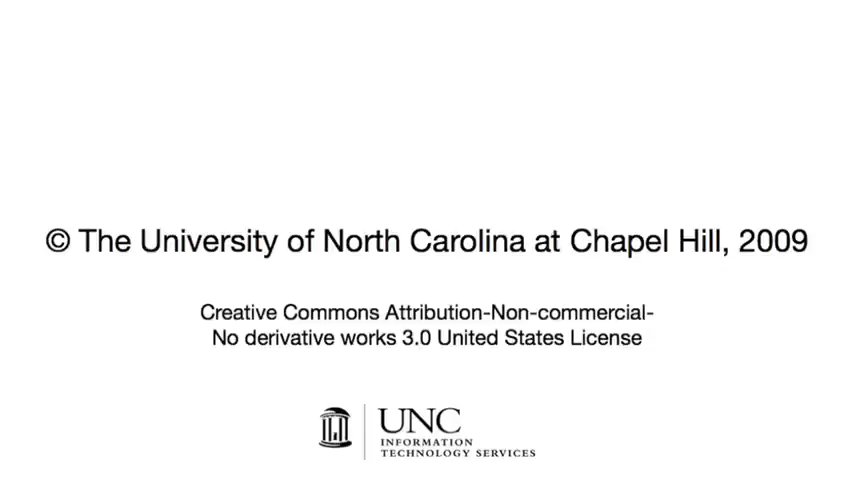 © The University of North Carolina at Chapel Hill, 2009
Creative Commons Attribution-Non-commercial-
No derivative works 3.0 United States License
UNC
INFORMATION
TECHNOLOGY SERVICES